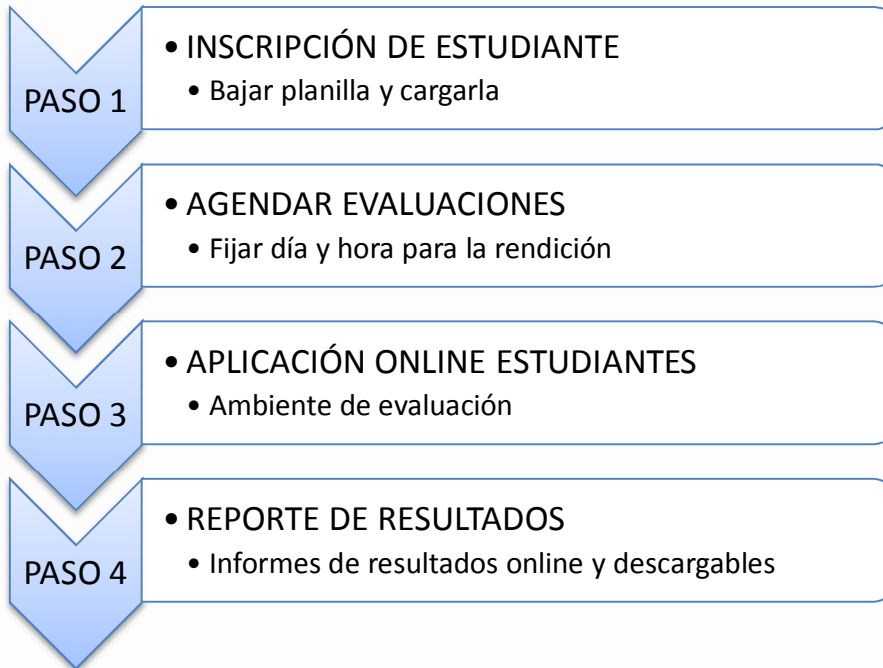 PASO 1
• INSCRIPCIÓN DE ESTUDIANTE
• Bajar planilla y cargarla
PASO 2
• AGENDAR EVALUACIONES
• Fijar día y hora para la rendición
PASO 3
• APLICACIÓN ONLINE ESTUDIANTES
• Ambiente de evaluación
PASO 4
• REPORTE DE RESULTADOS
• Informes de resultados online y descargables